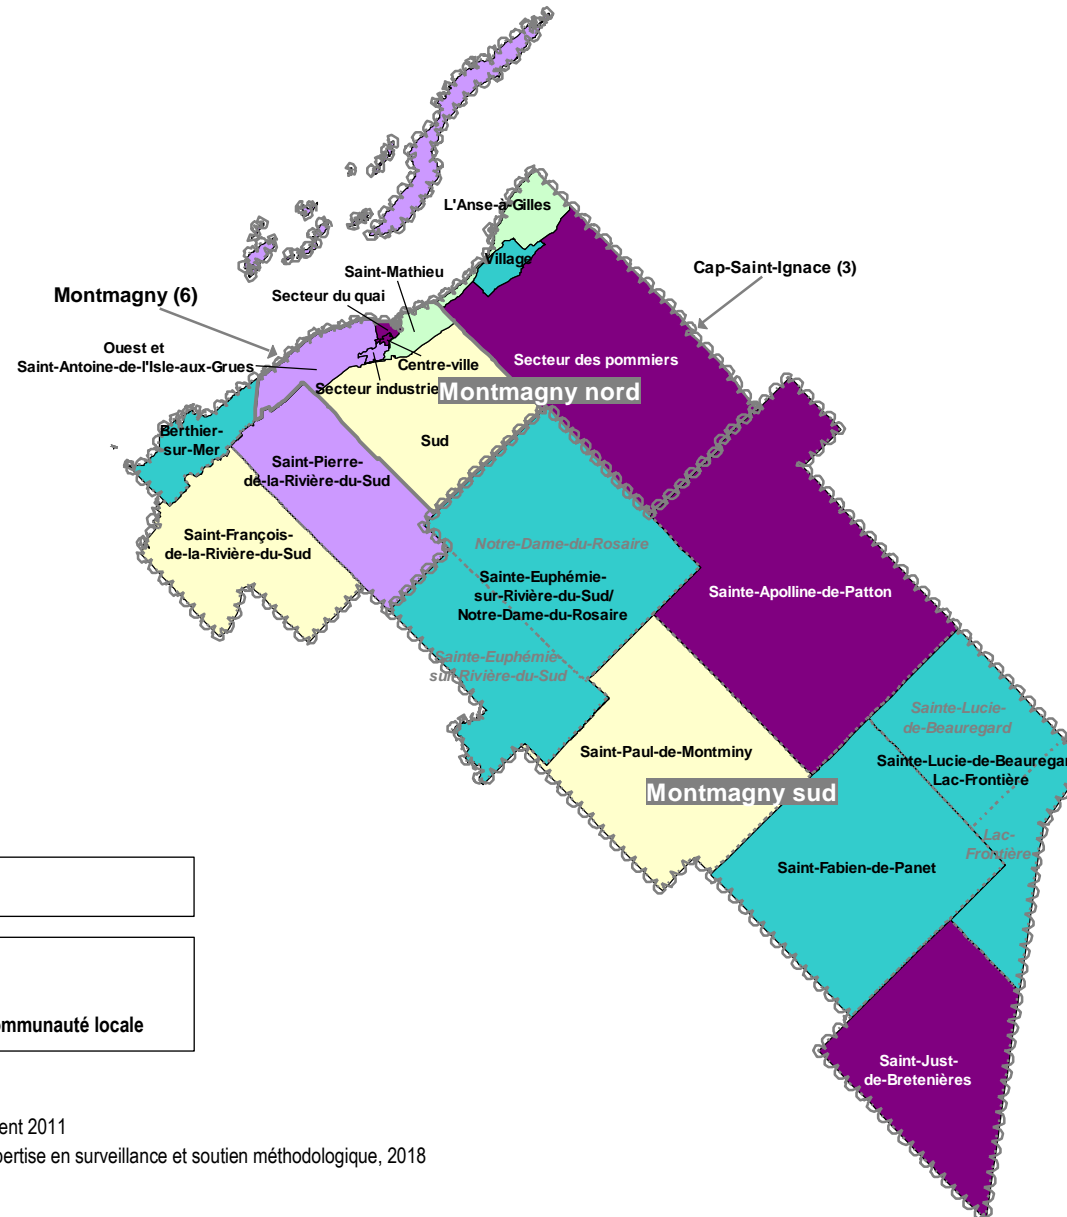 L'Anse-à-Gilles
Village
Saint-Mathieu
Cap-Saint-Ignace (3)
Montmagny (6)
Secteur du quai
Ouest et
Saint-Antoine-de-l'Isle-aux-Grues
Centre-ville
Secteur des pommiers
Secteur industrie
Montmagny nord
Berthier-
sur-Mer
Sud
Saint-Pierre-
de-la-Rivière-du-Sud
Saint-François-
de-la-Rivière-du-Sud
Notre-Dame-du-Rosaire
Sainte-Euphémie-
sur-Rivière-du-Sud/
Notre-Dame-du-Rosaire
Sainte-Apolline-de-Patton
Sainte-Euphémie-
sur-Rivière-du-Sud
Sainte-Lucie-
de-Beauregard
Saint-Paul-de-Montminy
Sainte-Lucie-de-Beauregar
Lac-Frontière
Montmagny sud
Lac-
Frontière
Saint-Fabien-de-Panet
ommunauté locale
Saint-Just-
de-Bretenières
ent 2011
pertise en surveillance et soutien méthodologique, 2018